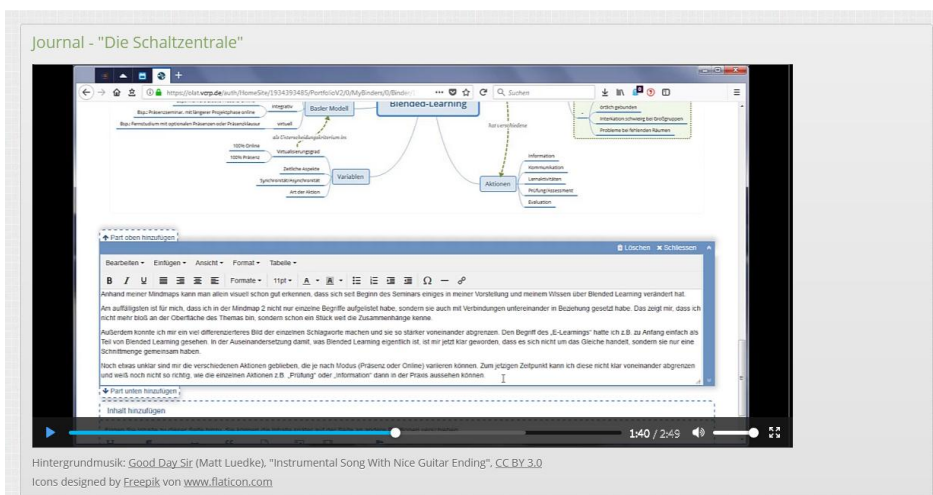 Journal - "Die Schaltzentrale"
https://olat.vcrp.de/auth/HomeSite/1934393485/PortfolioV2/0/MyBinders/0/Binder/
Suchen
Bspl. Fernstudium mit optionalen Präsenzen oder Präsenzklausur
integrativ
virtuell
Basler Modell
Blended-Learning
örtlich gebunden
Interkation schwierig bei Großgruppen
Probleme bei fehlenden Räumen
als Unterscheidungskriterium im
hat verschiedene
100% Online
100% Präsenz
Virtualisierungsgrad
Zeitliche Aspekte
Synchronität/Asynchronität
Art der Aktion
Variablen
Aktionen
Information
Kommunikation
Lernaktivitäten
Prüfung/Assessment
Evaluation
Part oben hinzufügen
Löschen Schliessen
Bearbeiten Einfügen Ansicht Format Tabelle
B I U Formate 11pt A A Ω
Anhand meiner Mindmaps kann man allein visuell schon gut erkennen, dass sich seit Beginn des Seminars einiges in meiner Vorstellung und meinem Wissen über Blended Learning verändert hat.
Am auffälligsten ist für mich, dass ich in der Mindmap 2 nicht nur einzelne Begriffe aufgelistet habe, sondern sie auch mit Verbindungen untereinander in Beziehung gesetzt habe. Das zeigt mir, dass ich
nicht mehr bloß an der Oberfläche des Themas bin, sondern schon ein Stück weit die Zusammenhänge kenne.
Außerdem konnte ich mir ein viel differenzierteres Bild der einzelnen Schlagworte machen und sie so stärker voneinander abgrenzen. Den Begriff des „E-Learnings“ hatte ich z.B. zu Anfang einfach als
Teil von Blended Learning gesehen. In der Auseinandersetzung damit, was Blended Learning eigentlich ist, ist mir jetzt klar geworden, dass es sich nicht um das Gleiche handelt, sondern sie nur eine
Schnittmenge gemeinsam haben.
Noch etwas unklar sind mir die verschiedenen Aktionen geblieben, die je nach Modus (Präsenz oder Online) variieren können. Zum jetzigen Zeitpunkt kann ich diese nicht klar voneinander abgrenzen
und weiß noch nicht so richtig, wie die einzelnen Aktionen z.B. „Prüfung“ oder „Information“ dann in der Praxis aussehen können.
Part unten hinzufügen
Inhalt hinzufügen
1:40 / 2:49
Hintergrundmusik: Good Day Sir (Matt Luedke), "Instrumental Song With Nice Guitar Ending", CC BY 3.0
Icons designed by Freepik von www.flaticon.com